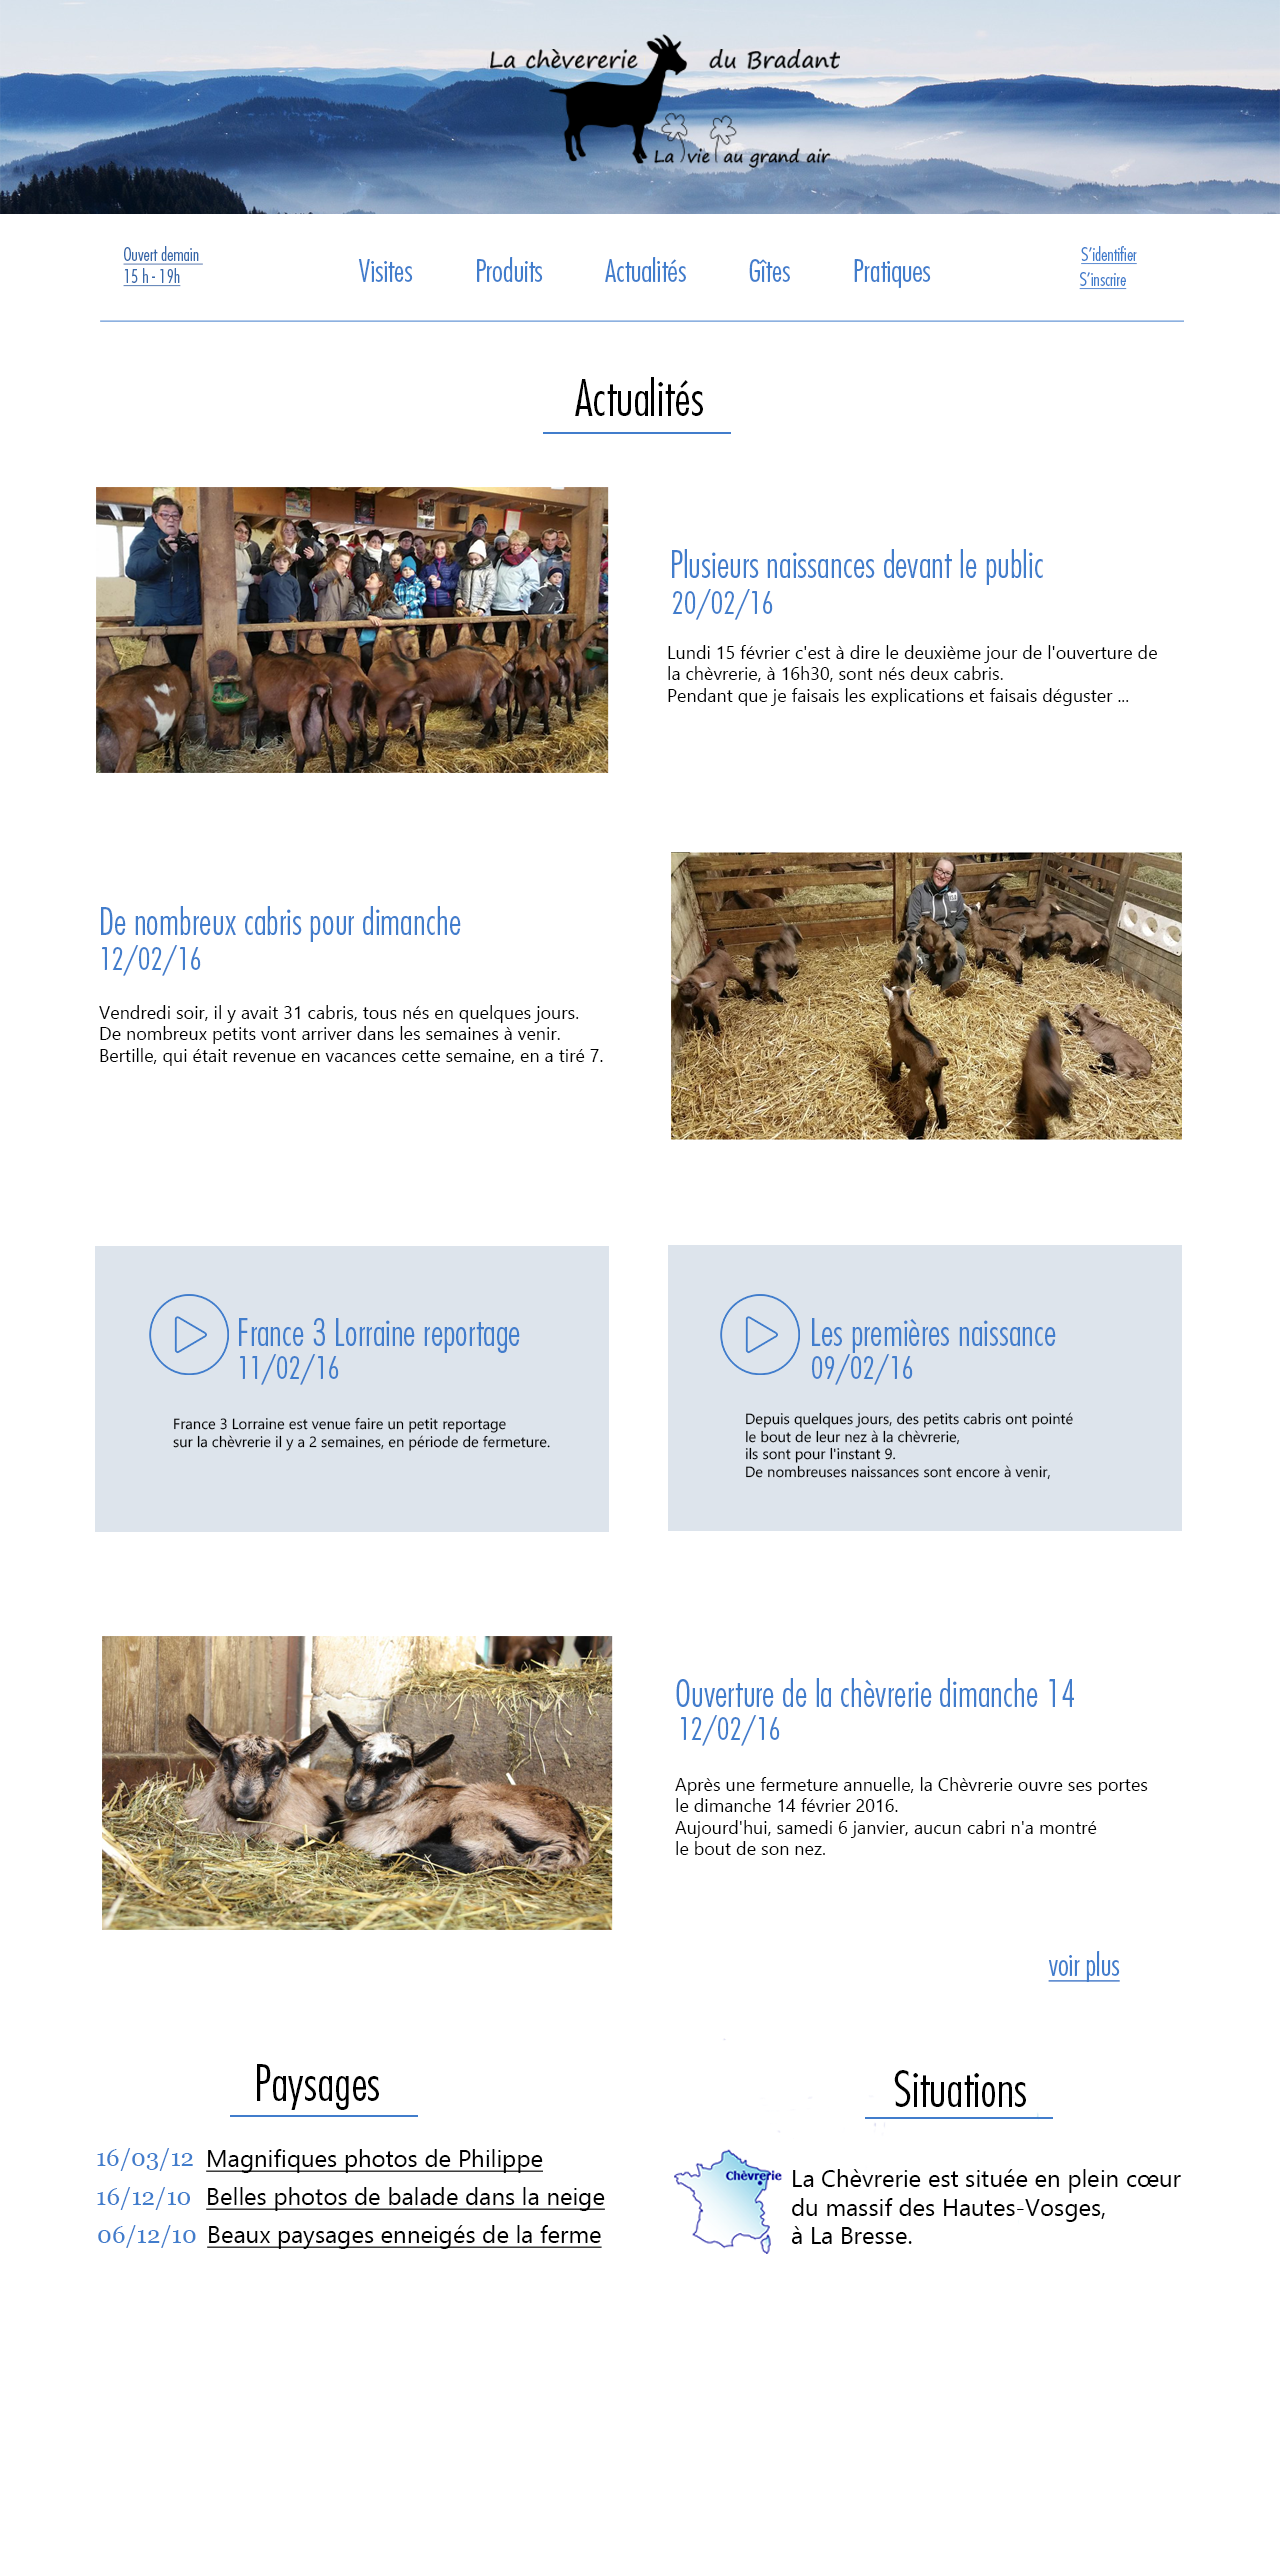 La chèvererie du Bradant
La vie au grand air
Ouvert demain
15 h - 19h
Visites
Produits
Actualités
Gîtes
Pratiques
S'identifier
S'inscrire
Actualités
Plusieurs naissances devant le public
20/02/16
Lundi 15 février c'est à dire le deuxième jour de l'ouverture de
la chèvrerie, à 16h30, sont nés deux cabris.
Pendant que je faisais les explications et faisais déguster ...
De nombreux cabris pour dimanche
12/02/16
Vendredi soir, il y avait 31 cabris, tous nés en quelques jours.
De nombreux petits vont arriver dans les semaines à venir.
Bertille, qui était revenue en vacances cette semaine, en a tiré 7.
France 3 Lorraine reportage
11/02/16
France 3 Lorraine est venue faire un petit reportage
sur la chèvrerie il y a 2 semaines, en période de fermeture.
Les premières naissance
09/02/16
Depuis quelques jours, des petits cabris ont pointé
le bout de leur nez à la chèvrerie,
ils sont pour l'instant 9.
De nombreuses naissances sont encore à venir,
Ouverture de la chèvrerie dimanche 14
12/02/16
Après une fermeture annuelle, la Chèvrerie ouvre ses portes
le dimanche 14 février 2016.
Aujourd'hui, samedi 6 janvier, aucun cabri n'a montré
le bout de son nez.
voir plus
Paysages
16/03/12 Magnifiques photos de Philippe
16/12/10 Belles photos de balade dans la neige
06/12/10 Beaux paysages enneigés de la ferme
Situations
Chèvrerie
La Chèvrerie est située en plein cœur
du massif des Hautes-Vosges,
à La Bresse.